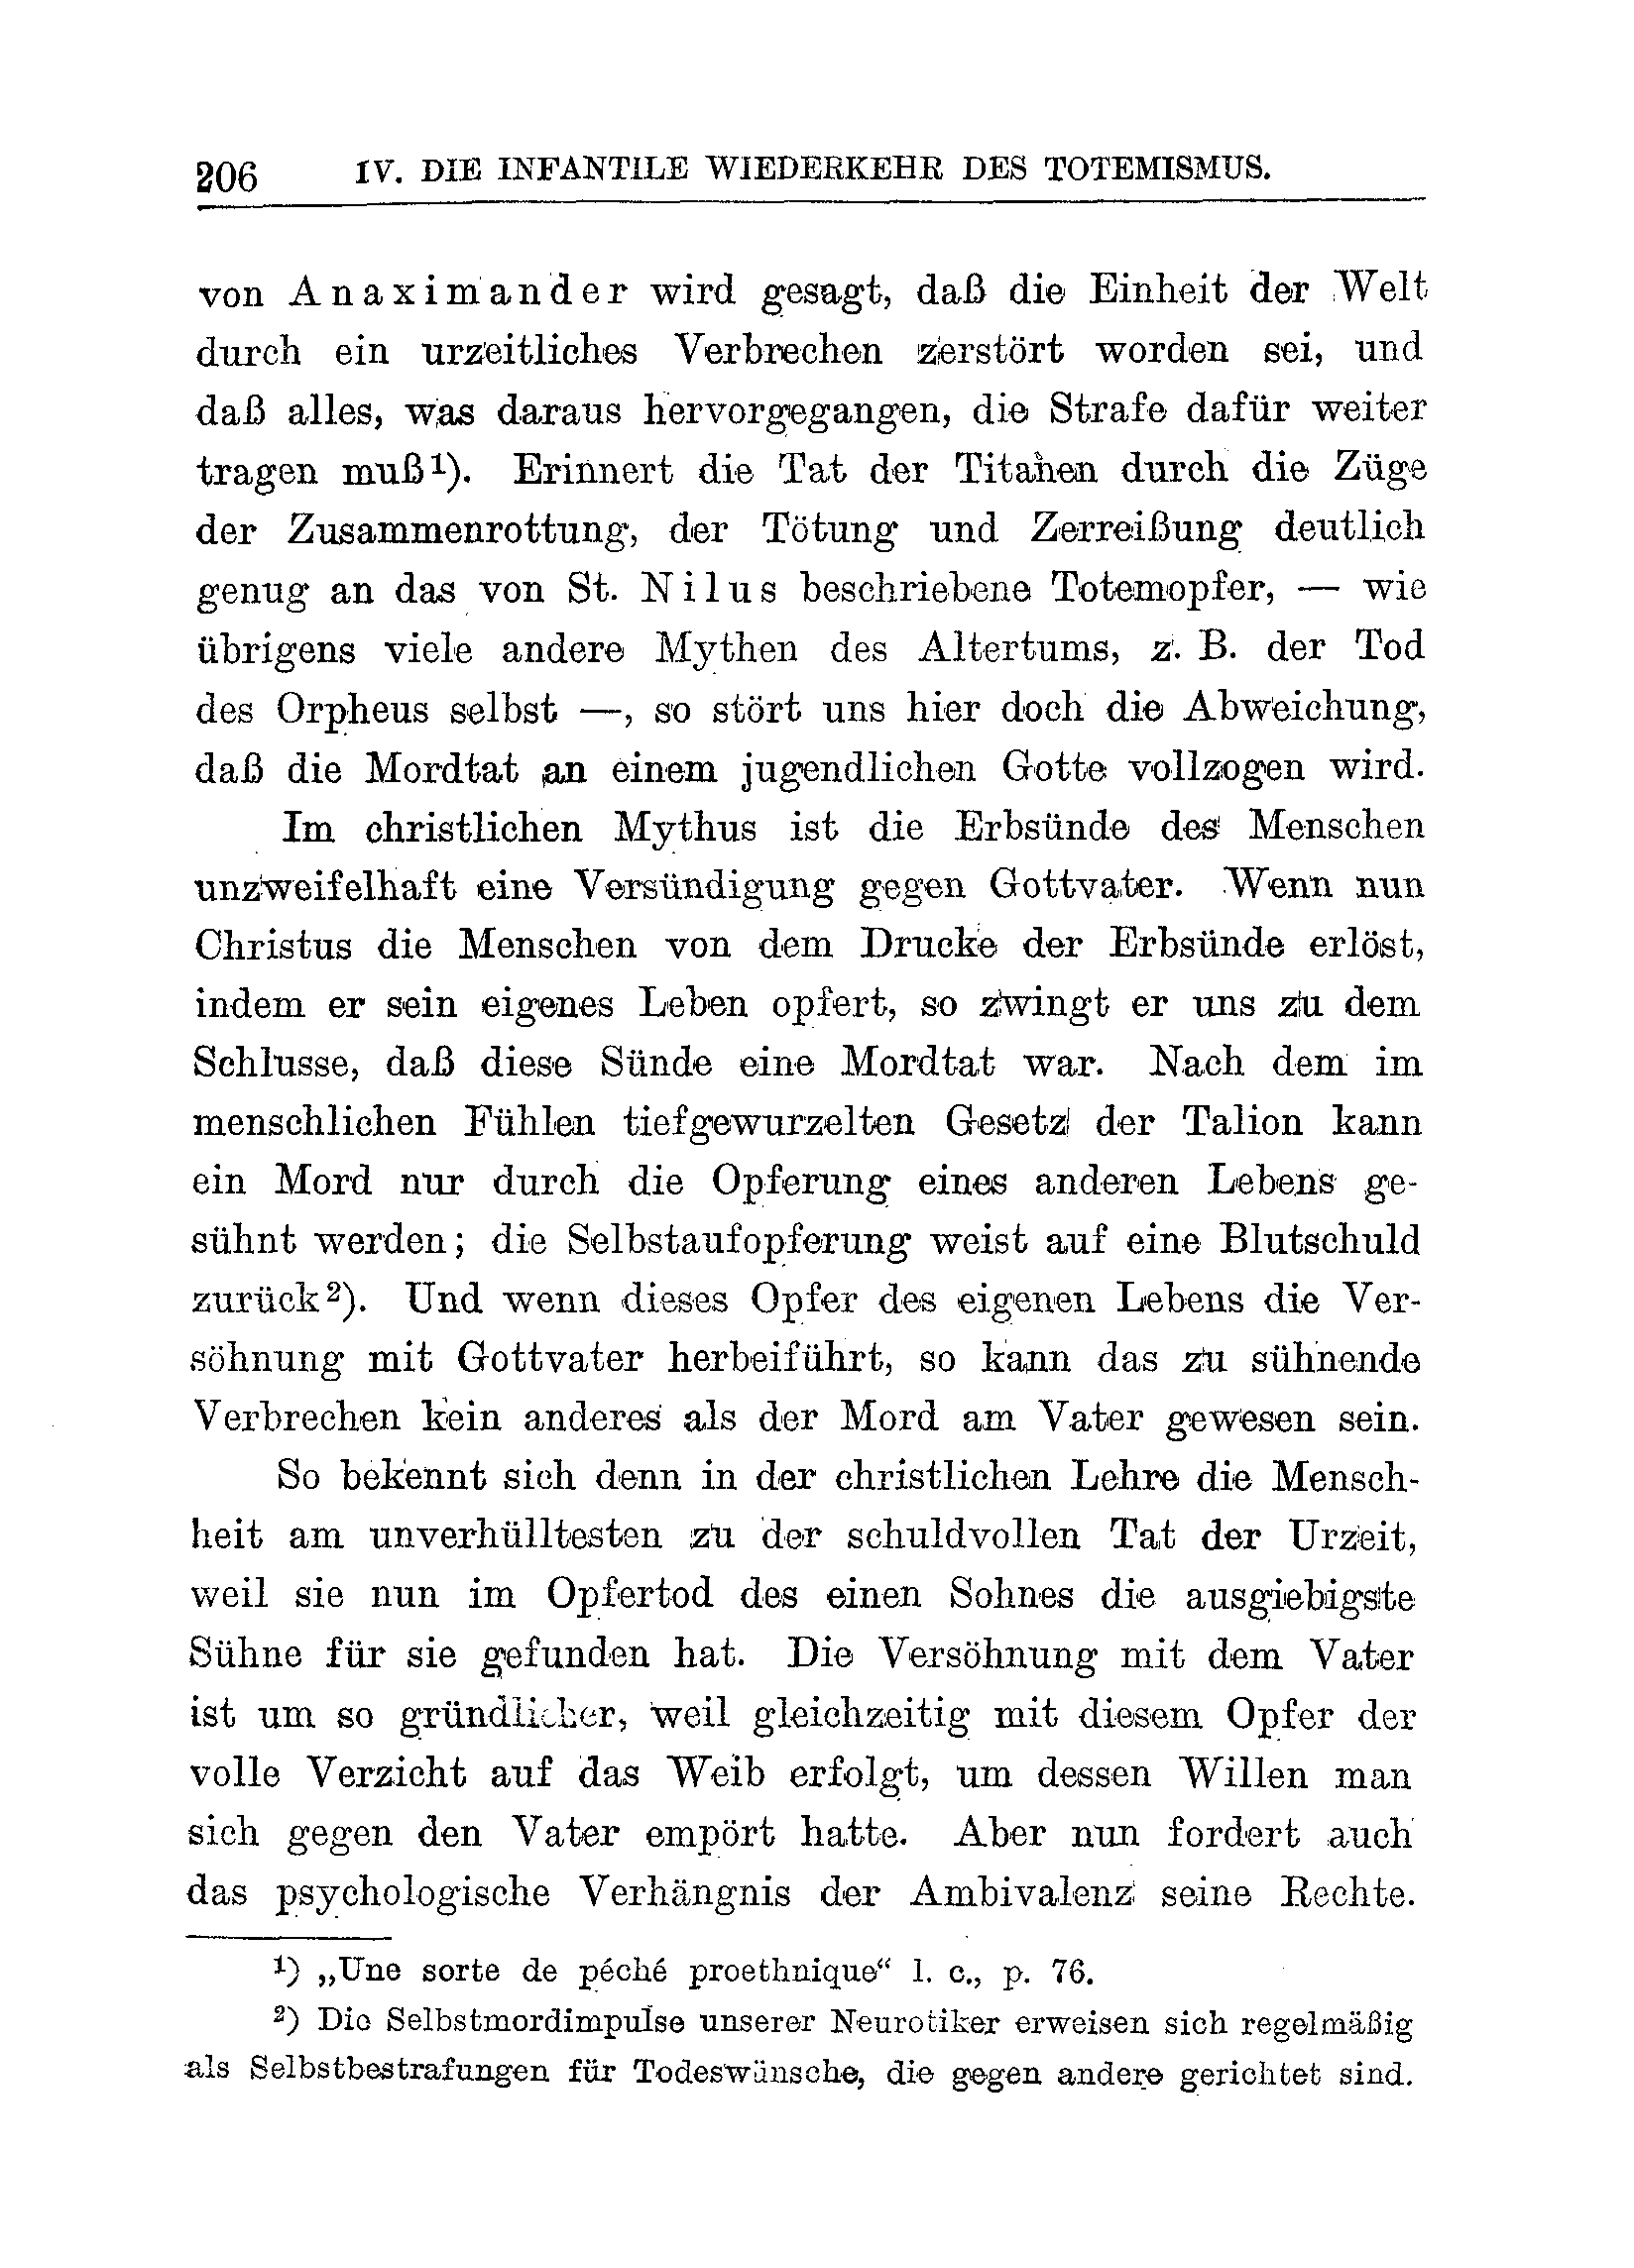 206 IV. DIE INFANTILE WIEDERKEHR DES TOTEMISMUS.
von Anaximander wird gesagt, daß die Einheit der Welt
durch ein urzeitliches Verbrechen zerstört worden sei, und
daß alles, was daraus hervorgegangen, die Strafe dafür weiter
tragen muß¹). Erinnert die Tat der Titanen durch die Züge
der Zusammenrottung, der Tötung und Zerreißung deutlich
genug an das von St. Nilus beschriebene Totemopfer, — wie
übrigens viele andere Mythen des Altertums, z. B. der Tod
des Orpheus selbst —, so stört uns hier doch die Abweichung,
daß die Mordtat an einem jugendlichen Gotte vollzogen wird.
Im christlichen Mythus ist die Erbsünde des Menschen
unzweifelhaft eine Versündigung gegen Gottvater. Wenn nun
Christus die Menschen von dem Drucke der Erbsünde erlöst,
indem er sein eigenes Leben opfert, so zwingt er uns zu dem
Schlusse, daß diese Sünde eine Mordtat war. Nach dem im
menschlichen Fühlen tiefgewurzelten Gesetz der Talion kann
ein Mord nur durch die Opferung eines anderen Lebens ge-
sühnt werden; die Selbstaufopferung weist auf eine Blutschuld
zurück²). Und wenn dieses Opfer des eigenen Lebens die Ver-
söhnung mit Gottvater herbeiführt, so kann das zu sühnende
Verbrechen kein anderes als der Mord am Vater gewesen sein.
So bekennt sich denn in der christlichen Lehre die Mensch-
heit am unverhülltesten zu der schuldvollen Tat der Urzeit,
weil sie nun im Opfertod des einen Sohnes die ausgiebigste
Sühne für sie gefunden hat. Die Versöhnung mit dem Vater
ist um so gründlicher, weil gleichzeitig mit diesem Opfer der
volle Verzicht auf das Weib erfolgt, um dessen Willen man
sich gegen den Vater empört hatte. Aber nun fordert auch
das psychologische Verhängnis der Ambivalenz seine Rechte.
¹) „Une sorte de péché proethnique“ l. c., p. 76.
²) Die Selbstmordimpulse unserer Neurotiker erweisen sich regelmäßig
als Selbstbestrafungen für Todeswünsche, die gegen andere gerichtet sind.